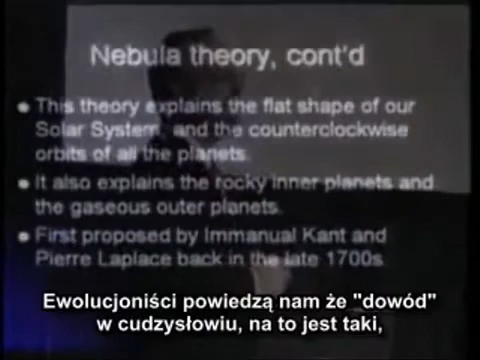 Nebula theory, cont'd
This theory explains the flat shape of our
Solar System, and the counterclockwise
orbits of all the planets.
It also explains the rocky inner planets and
the gaseous outer planets.
First proposed by Immanual Kant and
Pierre Laplace back in the late 1700s.
Ewolucjoniści powiedzą nam że "dowód"
w cudzysłowiu, na to jest taki,